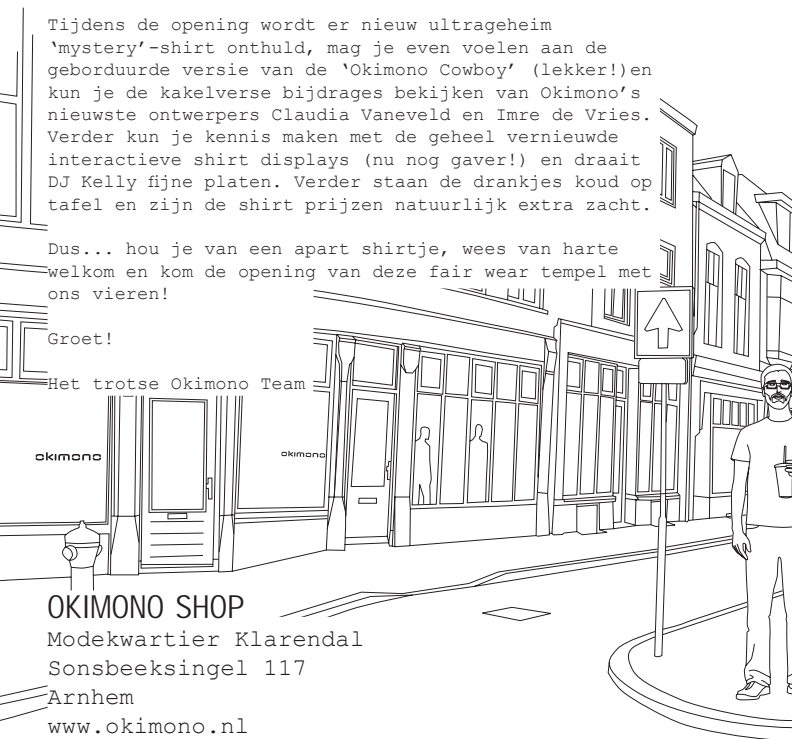 Tijdens de opening wordt er nieuw ultrageheim
‘mystery’-shirt onthuld, mag je even voelen aan de
geborduurde versie van de ‘Okimono Cowboy’ (lekker!)en
kun je de kakelverse bijdrages bekijken van Okimono’s
nieuwste ontwerpers Claudia Vaneveld en Imre de Vries.
Verder kun je kennis maken met de geheel vernieuwde
interactieve shirt displays (nu nog gaver!) en draait
DJ Kelly fijne platen. Verder staan de drankjes koud op
tafel en zijn de shirt prijzen natuurlijk extra zacht.
Dus... hou je van een apart shirtje, wees van harte
welkom en kom de opening van deze fair wear tempel met
ons vieren!
Groet!
Het trotse Okimono Team
okimono
okimono
OKIMONO SHOP
Modekwartier Klarendal
Sonsbeeksingel 117
Arnhem
www.okimono.nl